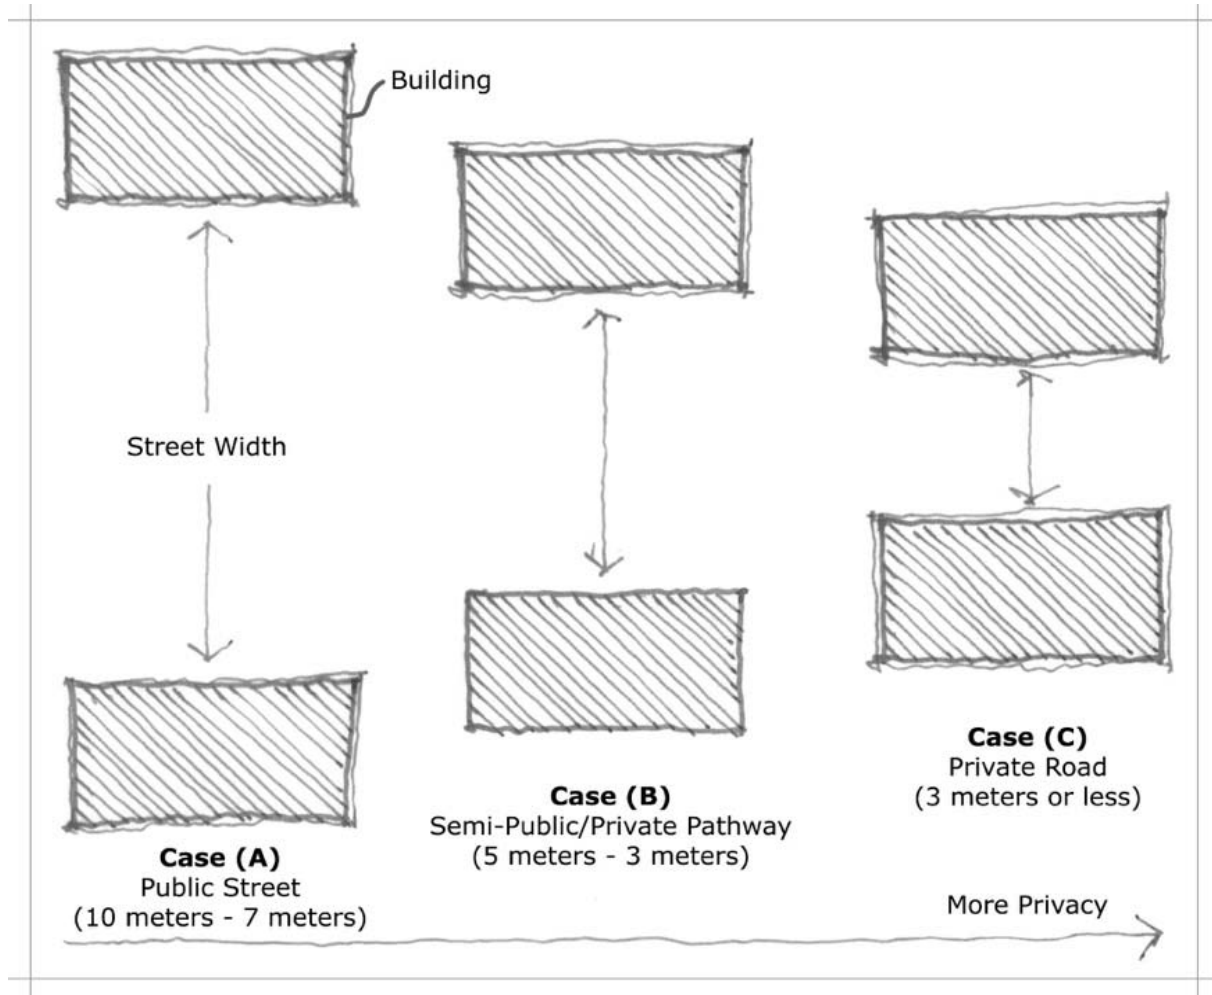 Building
Street Width
Case (A)
Public Street
(10 meters - 7 meters)
Case (B)
Semi-Public/Private Pathway
(5 meters - 3 meters)
Case (C)
Private Road
(3 meters or less)
More Privacy